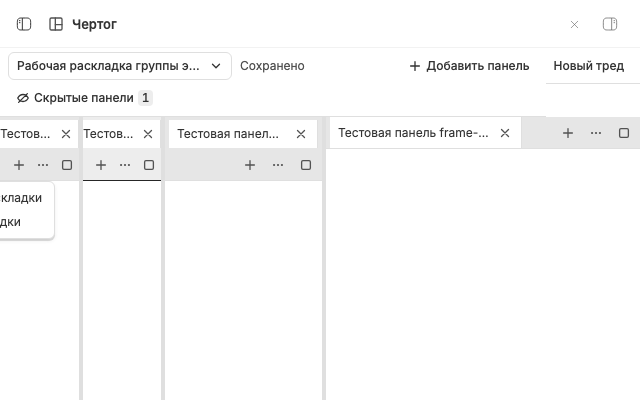 Чертог
Рабочая раскладка группы э...
Сохранено
Добавить панель
Новый тред
Скрытые панели 1
Тестов...
Тестов...
Тестовая панел...
Тестовая панель frame-...
складки
дки